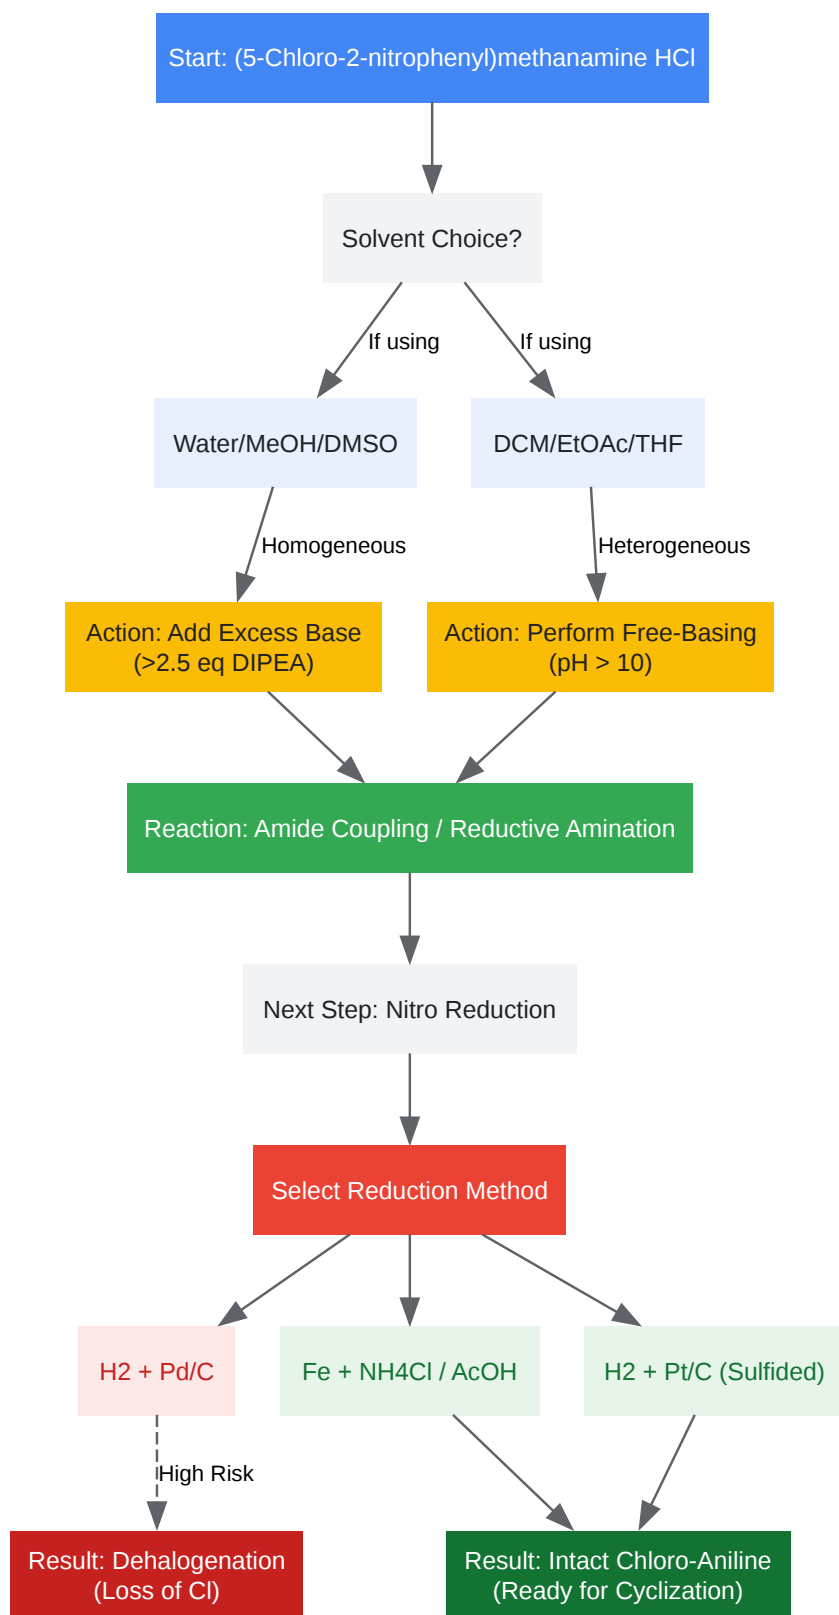 Start: (5-Chloro-2-nitrophenyl)methanamine HCl
Solvent Choice?
If using
If using
Water/MeOH/DMSO
DCM/EtOAc/THF
Homogeneous
Heterogeneous
Action: Add Excess Base
(>2.5 eq DIPEA)
Action: Perform Free-Basing
(pH > 10)
Reaction: Amide Coupling / Reductive Amination
Next Step: Nitro Reduction
Select Reduction Method
H2 + Pd/C
Fe + NH4Cl / AcOH
H2 + Pt/C (Sulfided)
High Risk
Result: Dehalogenation
(Loss of Cl)
Result: Intact Chloro-Aniline
(Ready for Cyclization)